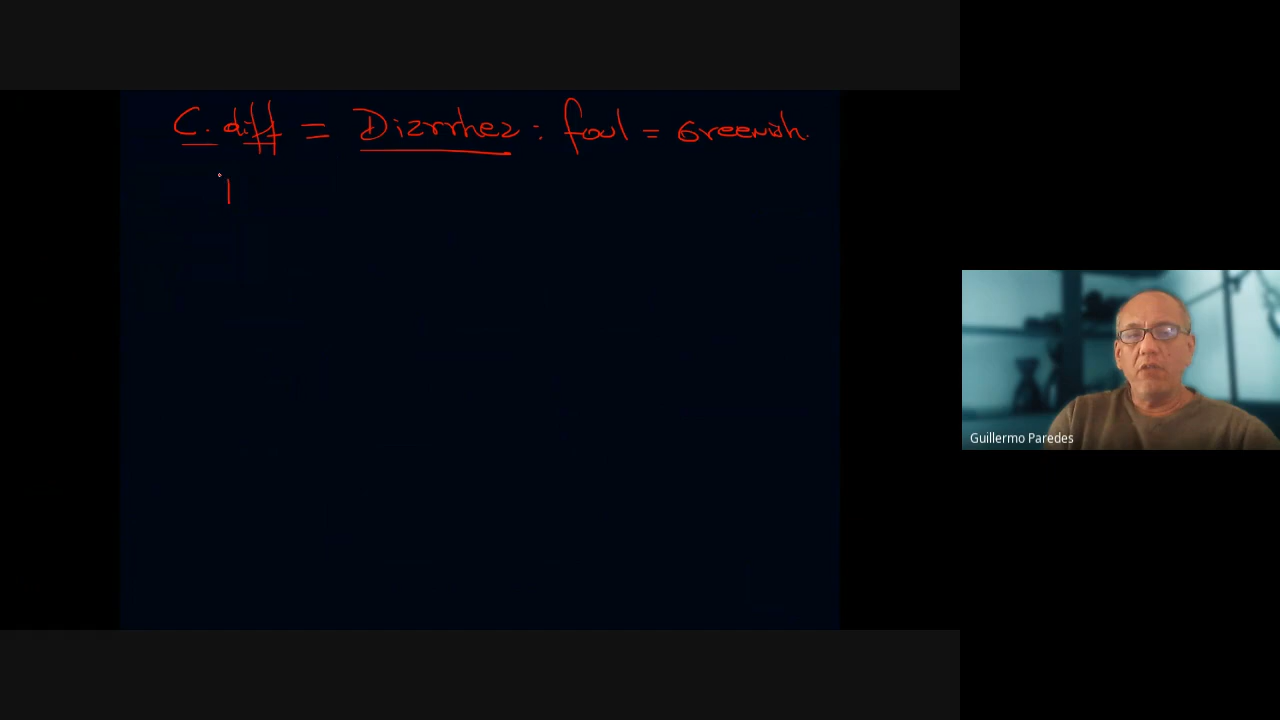 C. diff = Diarrhea : foul = Greenish.
Guillermo Paredes